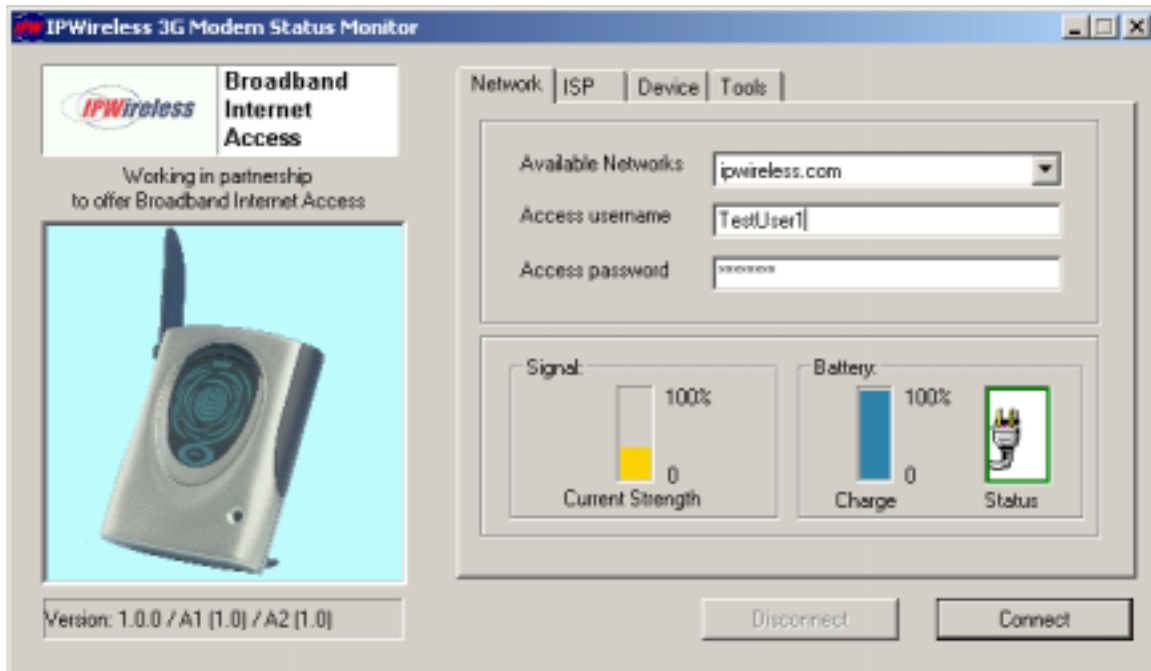 IPW IPWireless 3G Modem Status Monitor
IPWireless
Broadband
Internet
Access
Working in partnership
to offer Broadband Internet Access
Version: 1.0.0 / A1 (1.0) / A2 (1.0)
Network ISP Device Tools
Available Networks ipwireless.com
Access username TestUser1
Access password ******
Signal:
100%
0
Current Strength
Battery:
100%
0
Charge
Status
Disconnect Connect